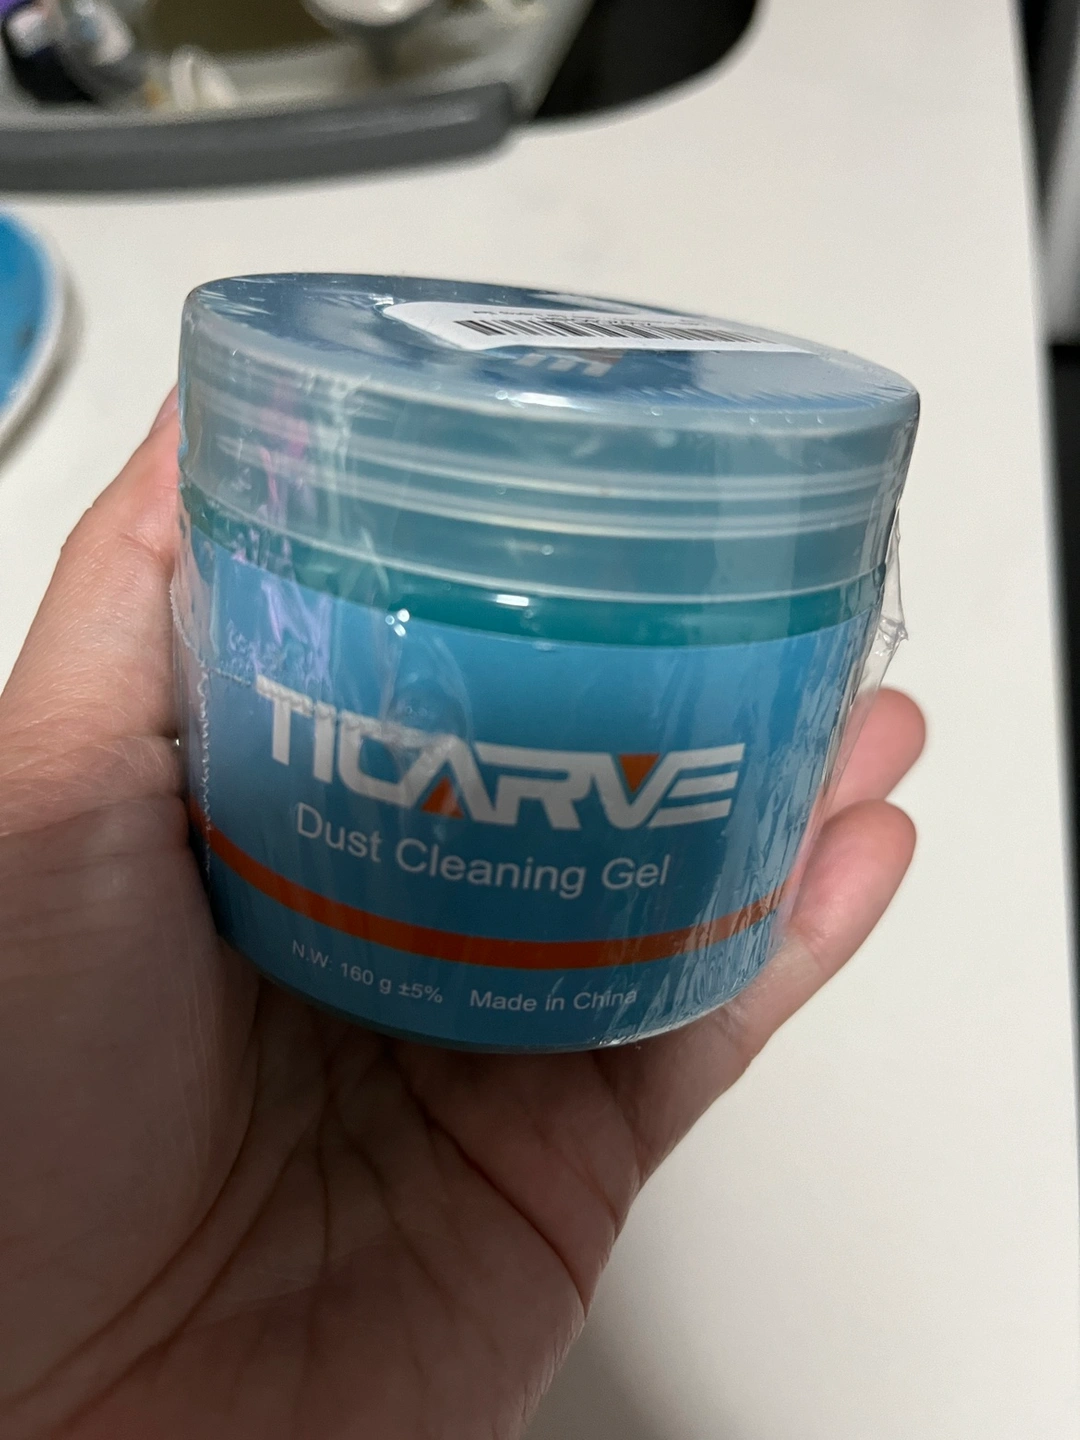 TICARVE
Dust Cleaning Gel
N.W: 160 g ±5% Made in China